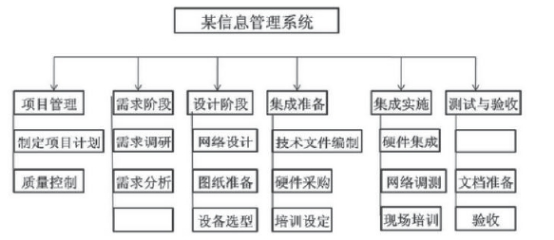 某信息管理系统
项目管理 需求阶段 设计阶段 集成准备 集成实施 测试与验收
制定项目计划 需求调研 网络设计 技术文件编制 硬件集成
质量控制 需求分析 图纸准备 硬件采购 网络调测 文档准备
设备选型 培训设定 现场培训 验收